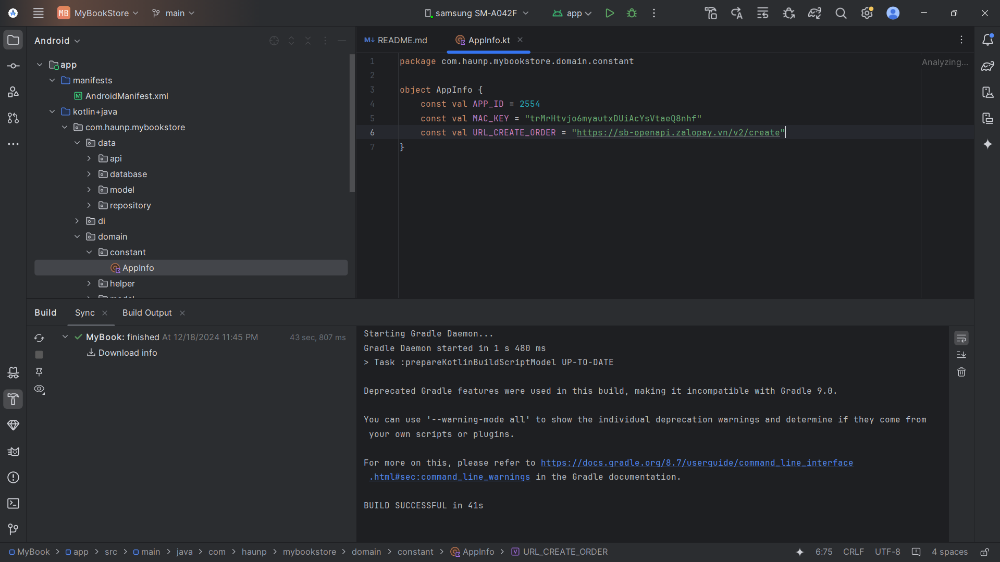 MB MyBookStore
main
samsung SM-A042F
app
Android
app
manifests
AndroidManifest.xml
kotlin+java
com.haunp.mybookstore
data
api
database
model
repository
di
domain
constant
AppInfo
helper
README.md
AppInfo.kt
Analyzing...
1 package com.haunp.mybookstore.domain.constant
2
3 object AppInfo {
4 const val APP_ID = 2554
5 const val MAC_KEY = "trMrHtvjo6myautxDUiAcYsVtaeQ8nhf"
6 const val URL_CREATE_ORDER = "https://sb-openapi.zalopay.vn/v2/create"
7 }
Build
Sync
Build Output
MyBook: finished At 12/18/2024 11:45 PM 43 sec, 807 ms
Download info
Starting Gradle Daemon...
Gradle Daemon started in 1 s 480 ms
> Task :prepareKotlinBuildScriptModel UP-TO-DATE
Deprecated Gradle features were used in this build, making it incompatible with Gradle 9.0.
You can use '--warning-mode all' to show the individual deprecation warnings and determine if they come from
your own scripts or plugins.
For more on this, please refer to https://docs.gradle.org/8.7/userguide/command_line_interface
.html#sec:command_line_warnings in the Gradle documentation.
BUILD SUCCESSFUL in 41s
MyBook > app > src > main > java > com > haunp > mybookstore > domain > constant > AppInfo > URL_CREATE_ORDER
6:75 CRLF UTF-8 4 spaces